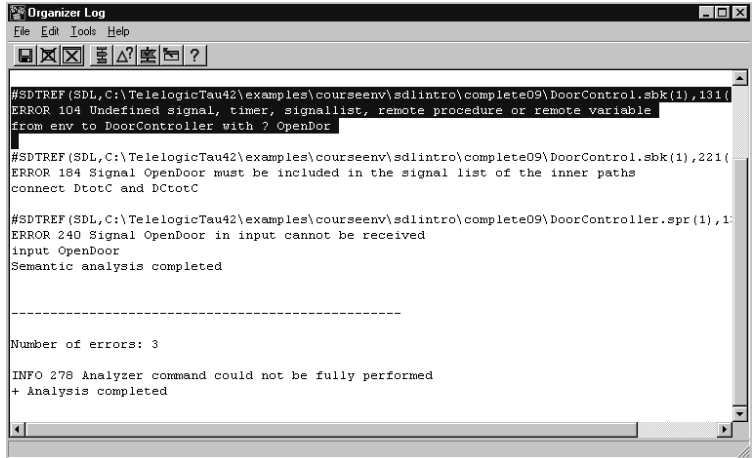 Organizer Log
File Edit Tools Help
#SDTREF(SDL,C:\TelelogicTau42\examples\courseenv\sdlintro\complete09\DoorControl.sbk(1),131(
ERROR 104 Undefined signal, timer, signallist, remote procedure or remote variable
from env to DoorController with ? OpenDor
#SDTREF(SDL,C:\TelelogicTau42\examples\courseenv\sdlintro\complete09\DoorControl.sbk(1),221(
ERROR 184 Signal OpenDoor must be included in the signal list of the inner paths
connect DtotC and DCtotC
#SDTREF(SDL,C:\TelelogicTau42\examples\courseenv\sdlintro\complete09\DoorController.spr(1),1
ERROR 240 Signal OpenDoor in input cannot be received
input OpenDoor
Semantic analysis completed
--------------------------------------------------
Number of errors: 3
INFO 278 Analyzer command could not be fully performed
+ Analysis completed